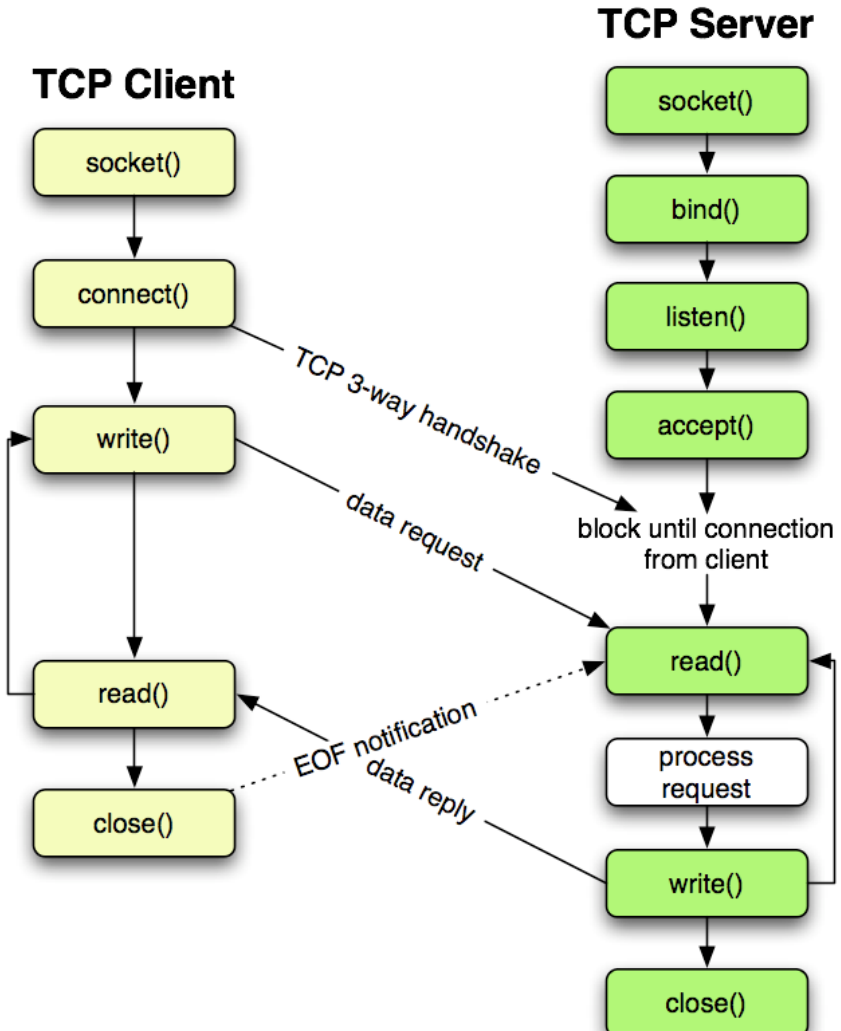 TCP Server
TCP Client
socket()
socket()
bind()
connect()
listen()
TCP 3-way handshake
write()
accept()
data request
block until connection
from client
read()
read()
EOF notification
process
request
data reply
close()
write()
close()